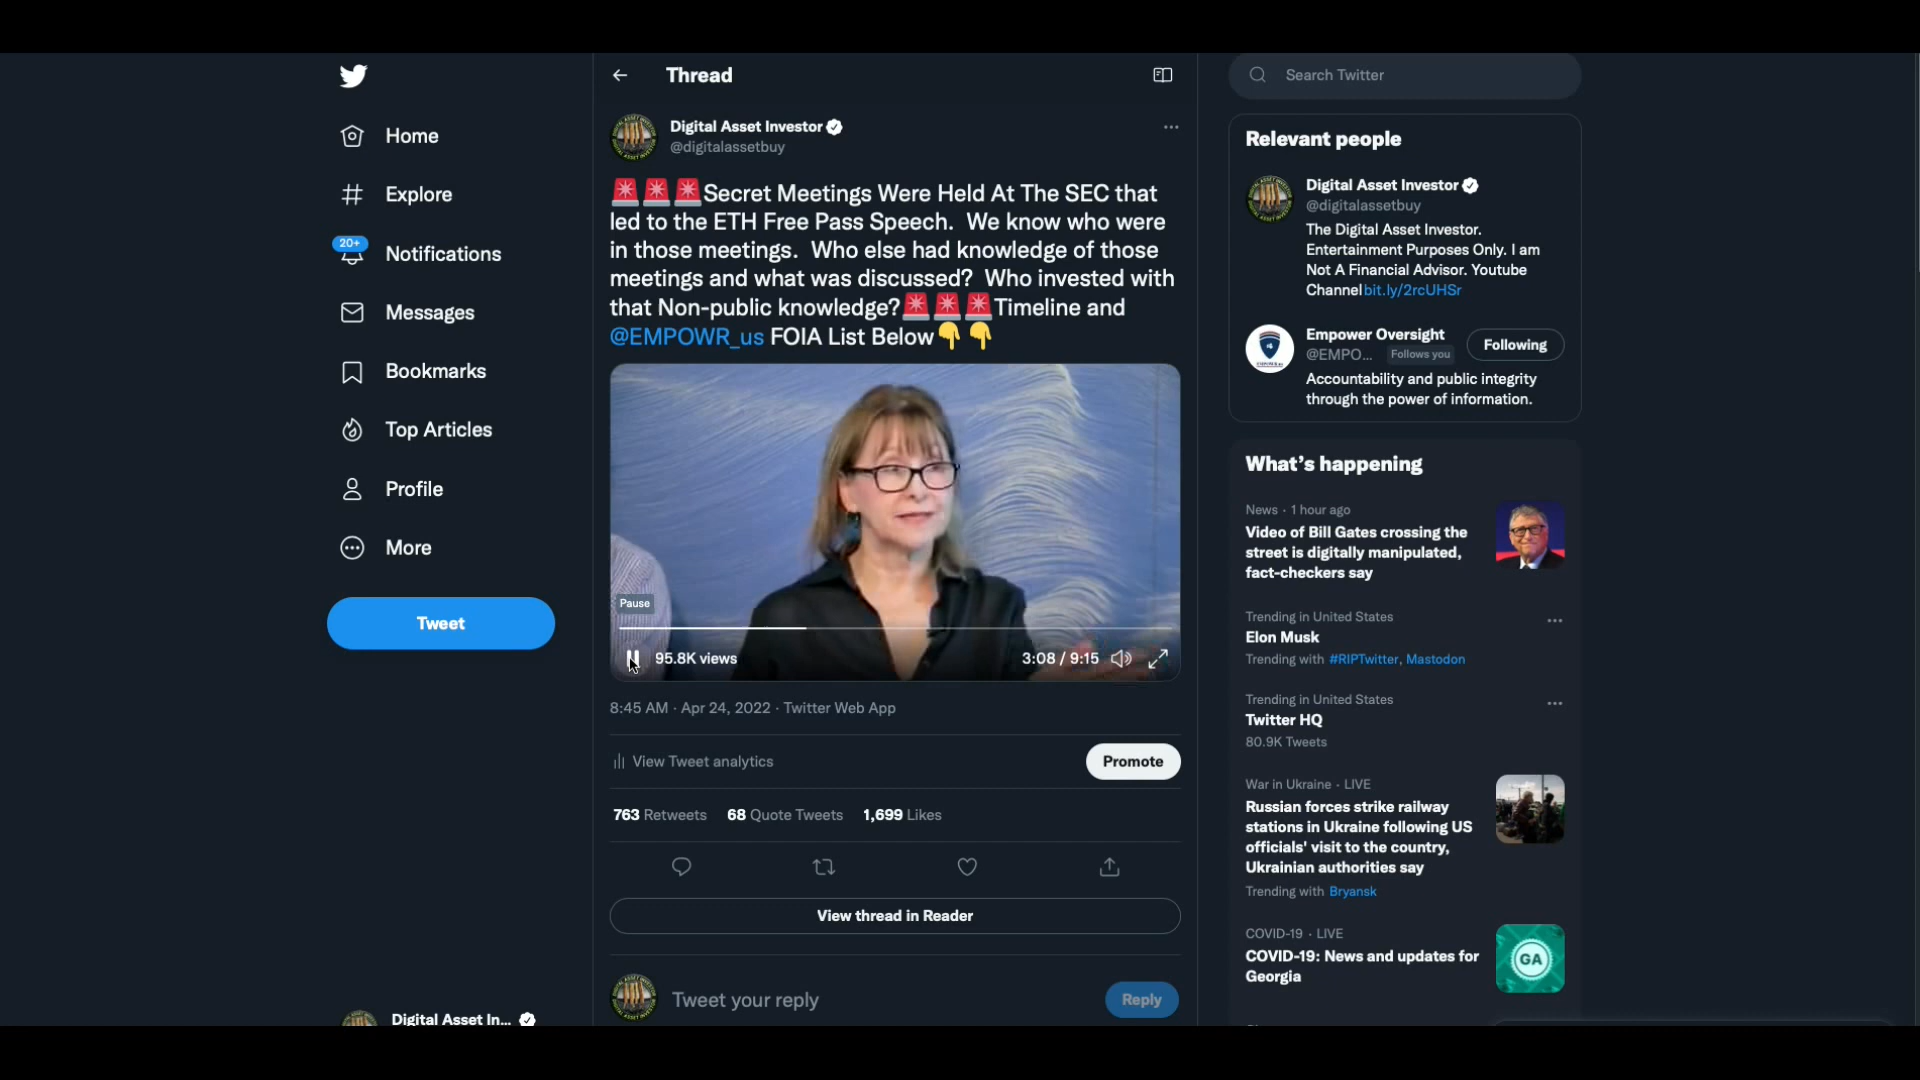 Thread
Search Twitter
Home
Explore
20+
Notifications
Messages
Bookmarks
Top Articles
Profile
More
Tweet
Digital Asset In...
Digital Asset Investor
@digitalassetbuy
Secret Meetings Were Held At The SEC that
led to the ETH Free Pass Speech. We know who were
in those meetings. Who else had knowledge of those
meetings and what was discussed? Who invested with
that Non-public knowledge? Timeline and
@EMPOWR_us FOIA List Below
Pause
95.8K views
3:08 / 9:15
8:45 AM · Apr 24, 2022 · Twitter Web App
View Tweet analytics
Promote
763 Retweets 68 Quote Tweets 1,699 Likes
View thread in Reader
Tweet your reply
Reply
Relevant people
Digital Asset Investor
@digitalassetbuy
The Digital Asset Investor.
Entertainment Purposes Only. I am
Not A Financial Advisor. Youtube
Channel bit.ly/2rcUHSr
Empower Oversight
@EMPO... Follows you
Following
Accountability and public integrity
through the power of information.
What's happening
News · 1 hour ago
Video of Bill Gates crossing the
street is digitally manipulated,
fact-checkers say
Trending in United States
Elon Musk
Trending with #RIPTwitter, Mastodon
Trending in United States
Twitter HQ
80.9K Tweets
War in Ukraine · LIVE
Russian forces strike railway
stations in Ukraine following US
officials' visit to the country,
Ukrainian authorities say
Trending with Bryansk
COVID-19 · LIVE
COVID-19: News and updates for
Georgia
GA